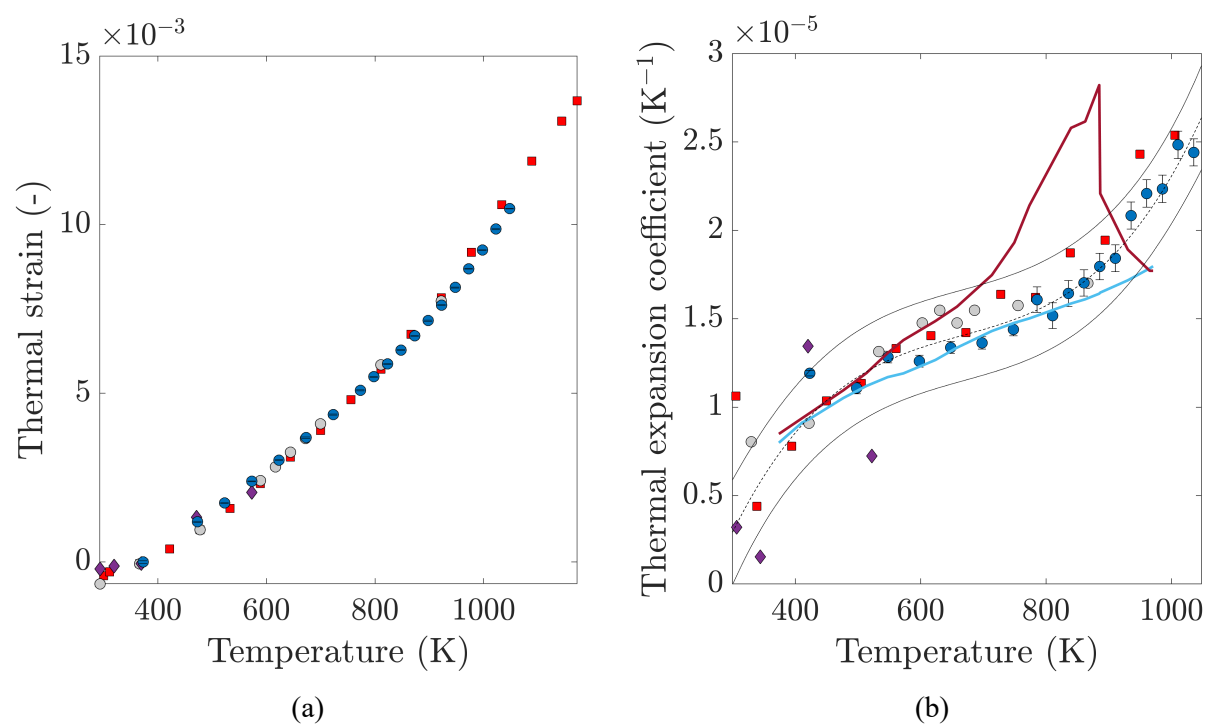 ×10⁻³
15
10
5
0
400 600 800 1000
Thermal strain (-)
Temperature (K)
(a)
×10⁻⁵
3
2.5
2
1.5
1
0.5
0
400 600 800 1000
Thermal expansion coefficient (K⁻¹)
Temperature (K)
(b)